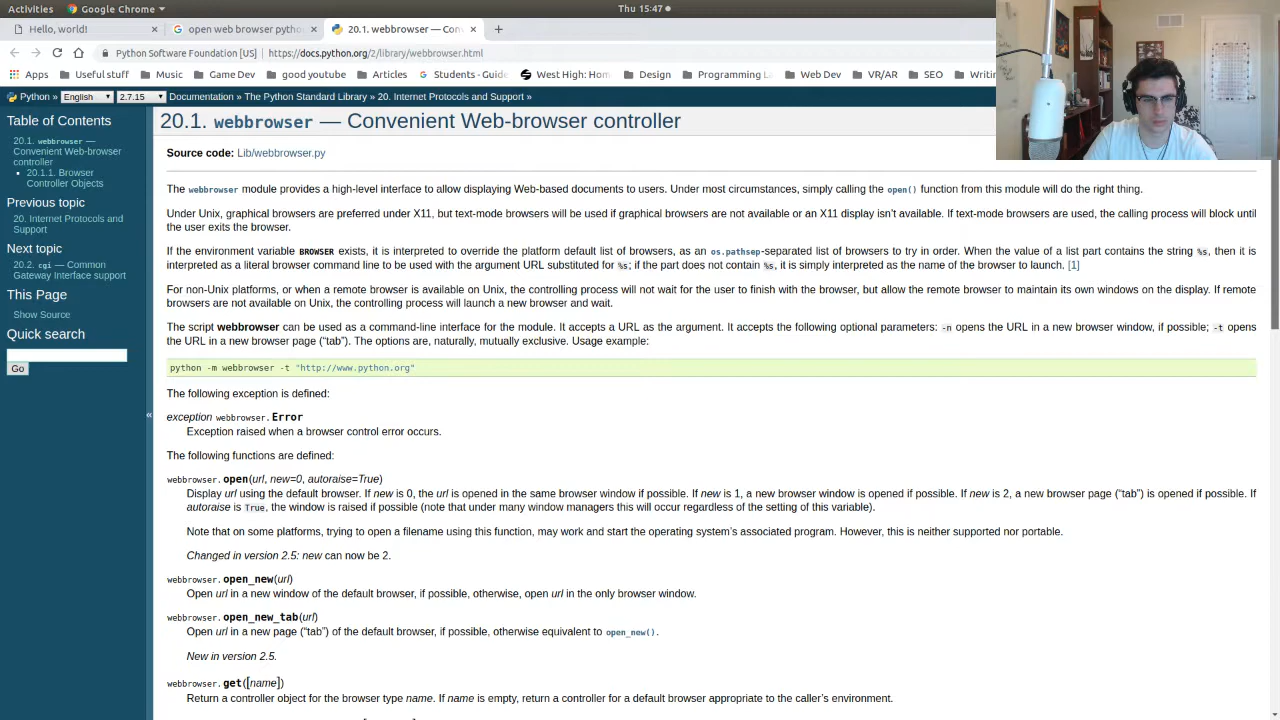 Activities Google Chrome Thu 15:47
Hello, world! open web browser pytho 20.1. webbrowser — Con
Python Software Foundation [US] | https://docs.python.org/2/library/webbrowser.html
Apps Useful stuff Music Game Dev good youtube Articles Students - Guide West High: Hom Design Programming La Web Dev VR/AR SEO Writin
Python » English 2.7.15 Documentation » The Python Standard Library » 20. Internet Protocols and Support »
Table of Contents
20.1. webbrowser —
Convenient Web-browser
controller
20.1.1. Browser
Controller Objects
Previous topic
20. Internet Protocols and
Support
Next topic
20.2. cgi — Common
Gateway Interface support
This Page
Show Source
Quick search
Go
«
20.1. webbrowser — Convenient Web-browser controller
Source code: Lib/webbrowser.py
The webbrowser module provides a high-level interface to allow displaying Web-based documents to users. Under most circumstances, simply calling the open() function from this module will do the right thing.
Under Unix, graphical browsers are preferred under X11, but text-mode browsers will be used if graphical browsers are not available or an X11 display isn't available. If text-mode browsers are used, the calling process will block until
the user exits the browser.
If the environment variable BROWSER exists, it is interpreted to override the platform default list of browsers, as an os.pathsep-separated list of browsers to try in order. When the value of a list part contains the string %s, then it is
interpreted as a literal browser command line to be used with the argument URL substituted for %s; if the part does not contain %s, it is simply interpreted as the name of the browser to launch. [1]
For non-Unix platforms, or when a remote browser is available on Unix, the controlling process will not wait for the user to finish with the browser, but allow the remote browser to maintain its own windows on the display. If remote
browsers are not available on Unix, the controlling process will launch a new browser and wait.
The script webbrowser can be used as a command-line interface for the module. It accepts a URL as the argument. It accepts the following optional parameters: -n opens the URL in a new browser window, if possible; -t opens
the URL in a new browser page (“tab”). The options are, naturally, mutually exclusive. Usage example:
python -m webbrowser -t "http://www.python.org"
The following exception is defined:
exception webbrowser.Error
Exception raised when a browser control error occurs.
The following functions are defined:
webbrowser.open(url, new=0, autoraise=True)
Display url using the default browser. If new is 0, the url is opened in the same browser window if possible. If new is 1, a new browser window is opened if possible. If new is 2, a new browser page (“tab”) is opened if possible. If
autoraise is True, the window is raised if possible (note that under many window managers this will occur regardless of the setting of this variable).
Note that on some platforms, trying to open a filename using this function, may work and start the operating system's associated program. However, this is neither supported nor portable.
Changed in version 2.5: new can now be 2.
webbrowser.open_new(url)
Open url in a new window of the default browser, if possible, otherwise, open url in the only browser window.
webbrowser.open_new_tab(url)
Open url in a new page (“tab”) of the default browser, if possible, otherwise equivalent to open_new().
New in version 2.5.
webbrowser.get([name])
Return a controller object for the browser type name. If name is empty, return a controller for a default browser appropriate to the caller's environment.